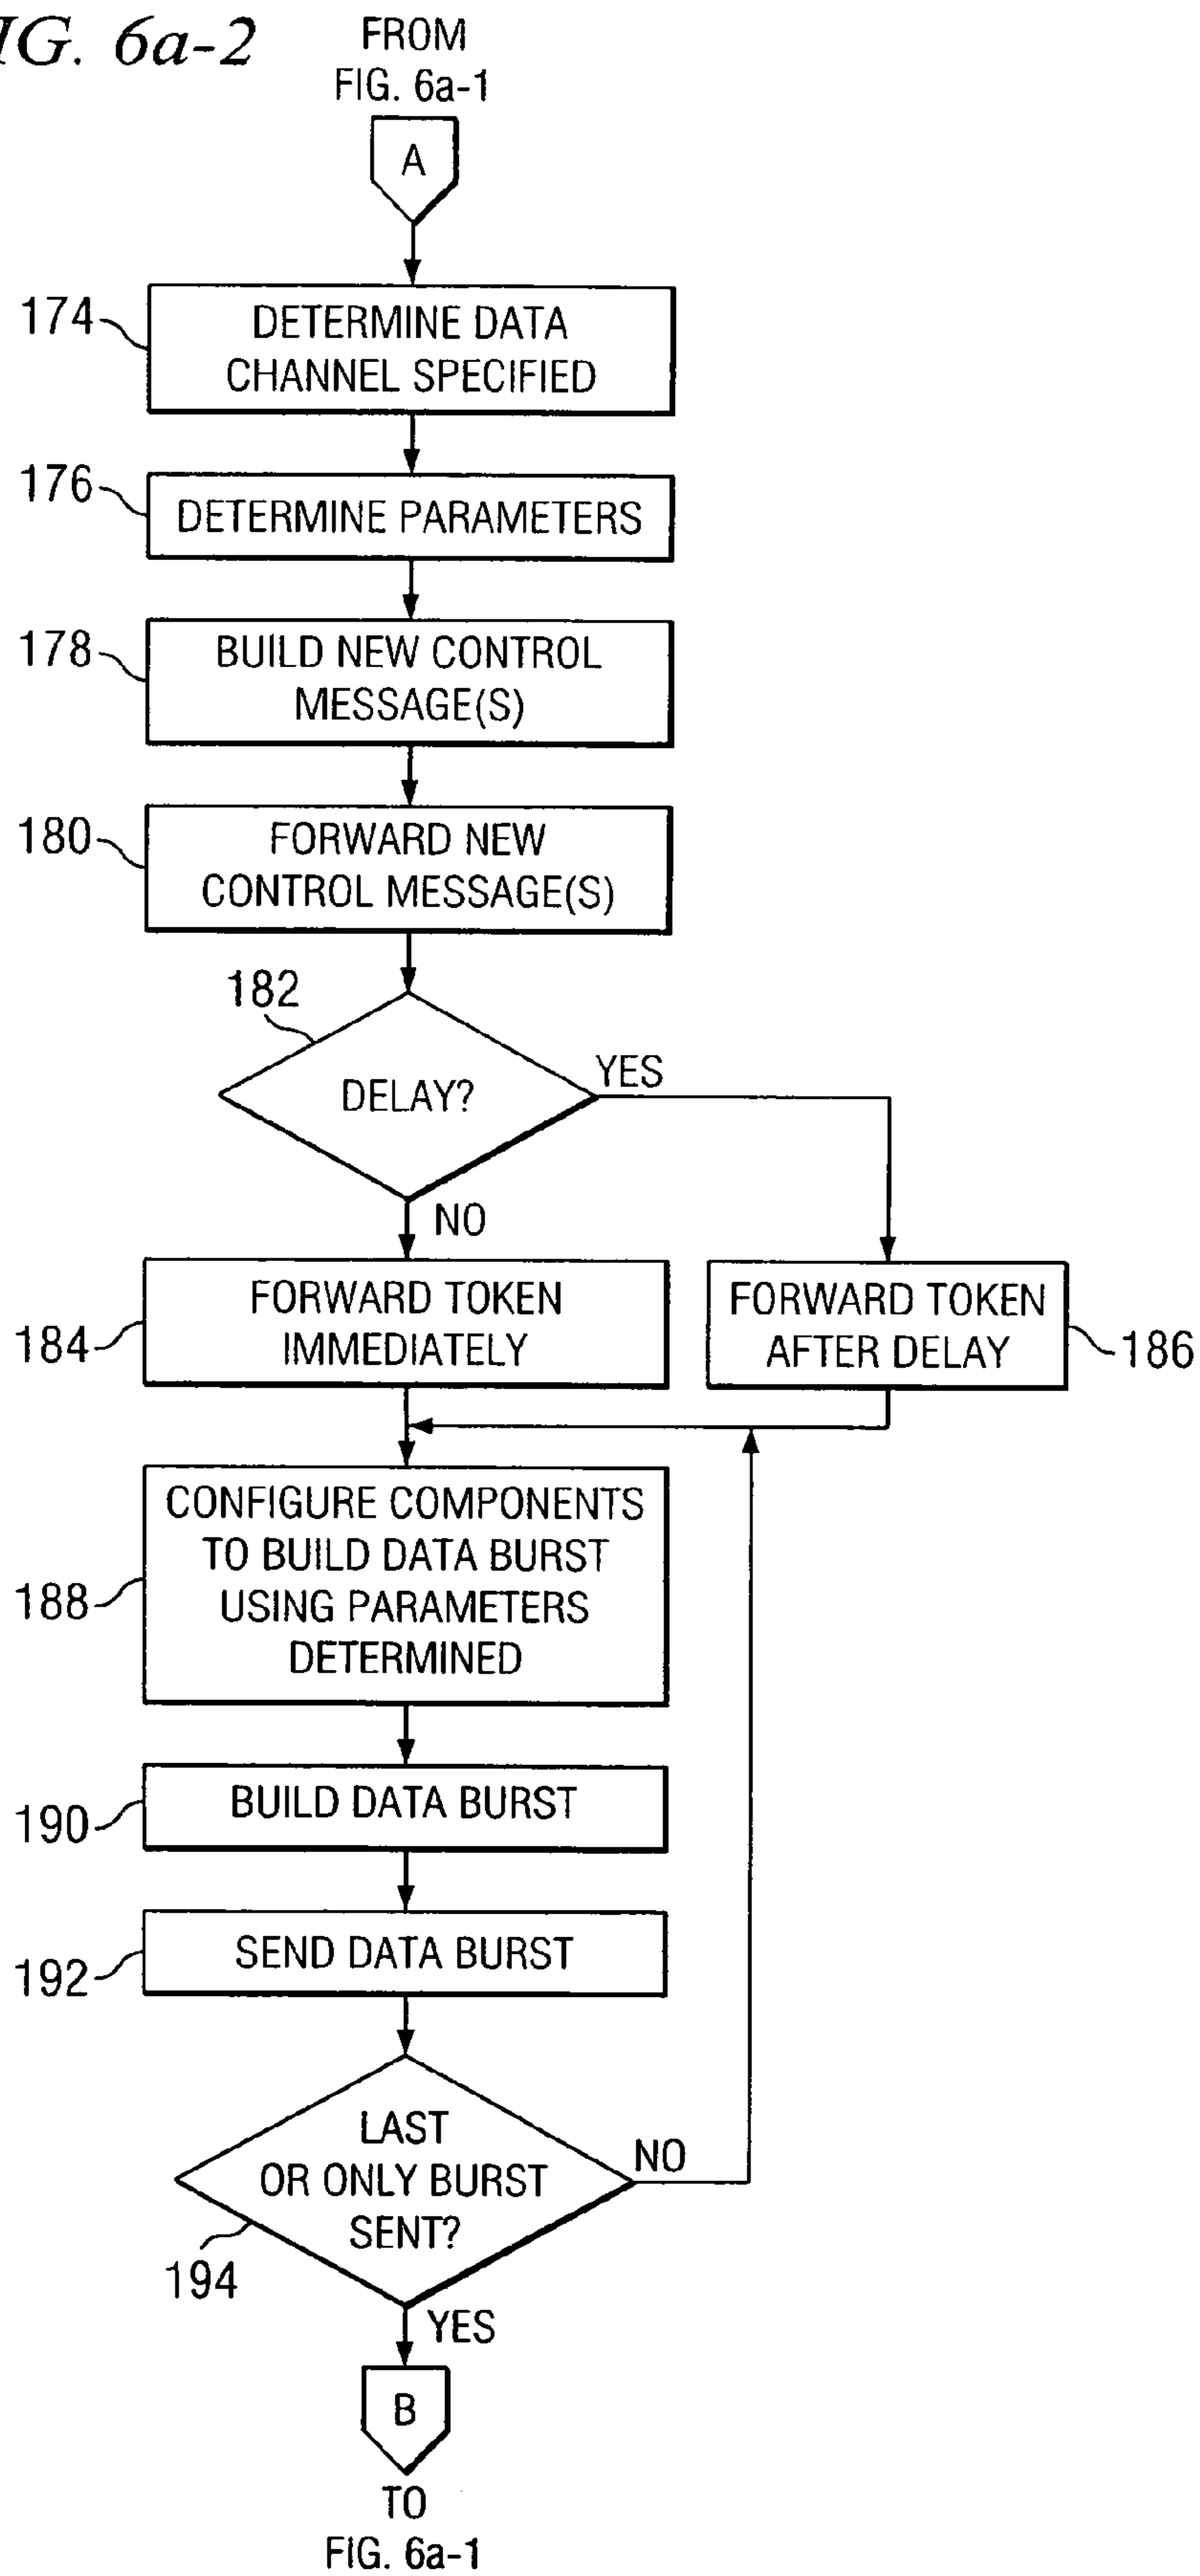 IG. 6a-2
FROM
FIG. 6a-1
A
174
DETERMINE DATA
CHANNEL SPECIFIED
176
DETERMINE PARAMETERS
178
BUILD NEW CONTROL
MESSAGE(S)
180
FORWARD NEW
CONTROL MESSAGE(S)
182
DELAY?
YES
NO
184
FORWARD TOKEN
IMMEDIATELY
FORWARD TOKEN
AFTER DELAY
186
188
CONFIGURE COMPONENTS
TO BUILD DATA BURST
USING PARAMETERS
DETERMINED
190
BUILD DATA BURST
192
SEND DATA BURST
LAST
OR ONLY BURST
SENT?
NO
194
YES
B
TO
FIG. 6a-1